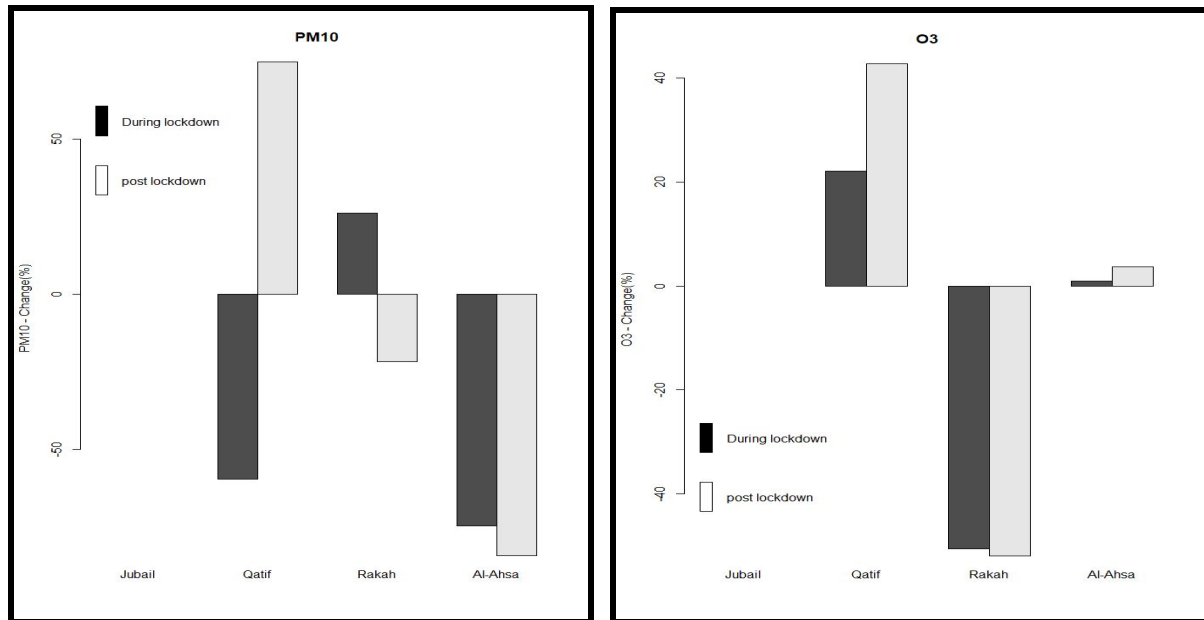 PM10
During lockdown
post lockdown
50
0
-50
PM10 - Change(%)
Jubail Qatif Rakah Al-Ahsa
O3
40
20
0
-20
-40
O3 - Change(%)
During lockdown
post lockdown
Jubail Qatif Rakah Al-Ahsa